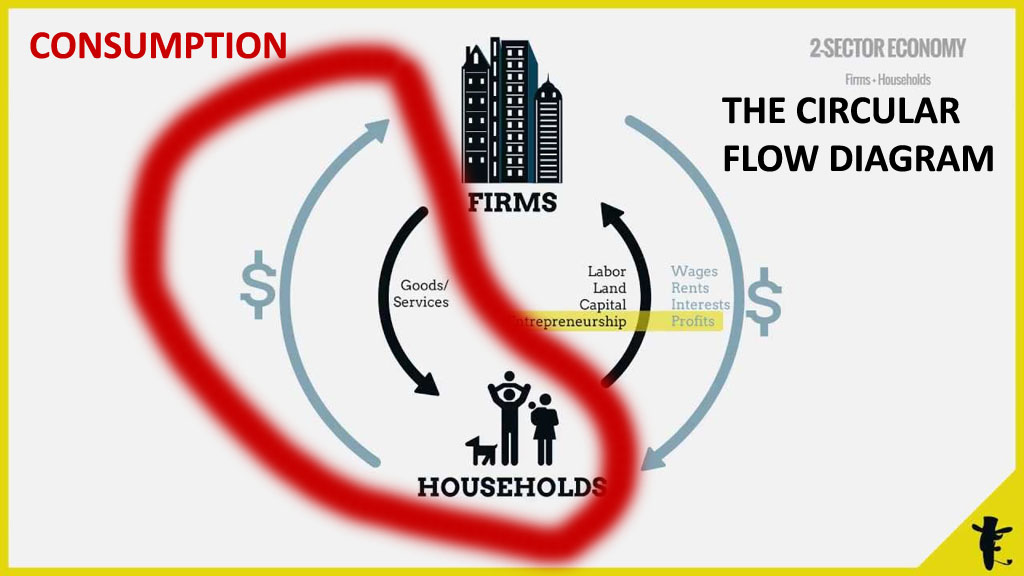 CONSUMPTION
2-SECTOR ECONOMY
Firms • Households
THE CIRCULAR
FLOW DIAGRAM
FIRMS
$
Goods/
Services
Labor
Land
Capital
Entrepreneurship
Wages
Rents
Interests
Profits
$
HOUSEHOLDS